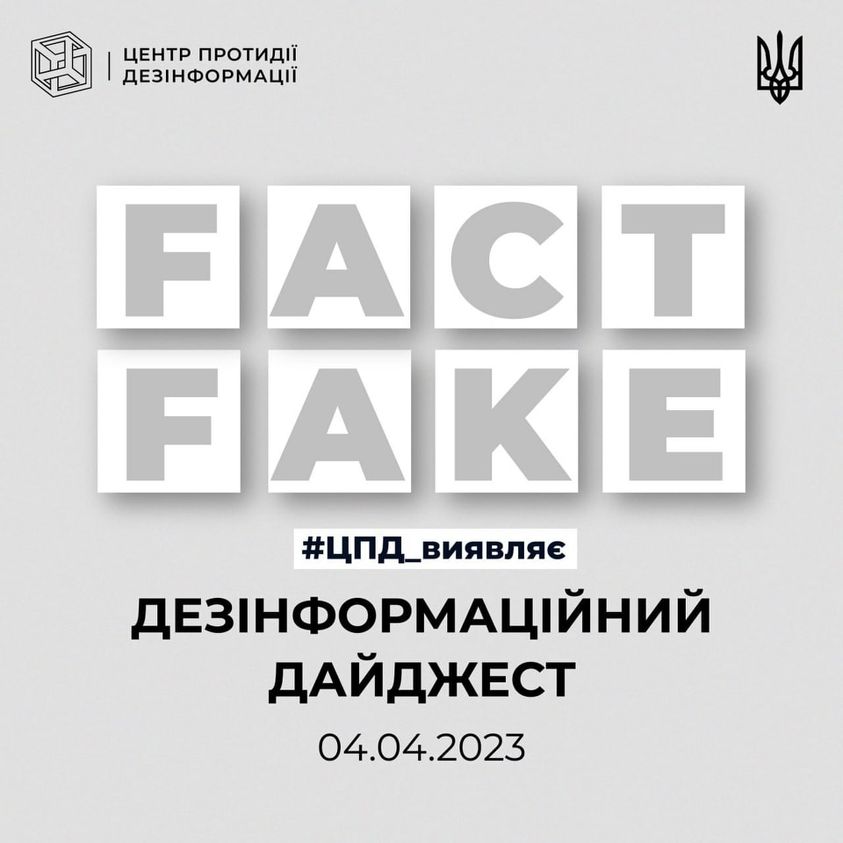 ЦЕНТР ПРОТИДІЇ
ДЕЗІНФОРМАЦІЇ
FACT
FAKE
#ЦПД_виявляє
ДЕЗІНФОРМАЦІЙНИЙ
ДАЙДЖЕСТ
04.04.2023